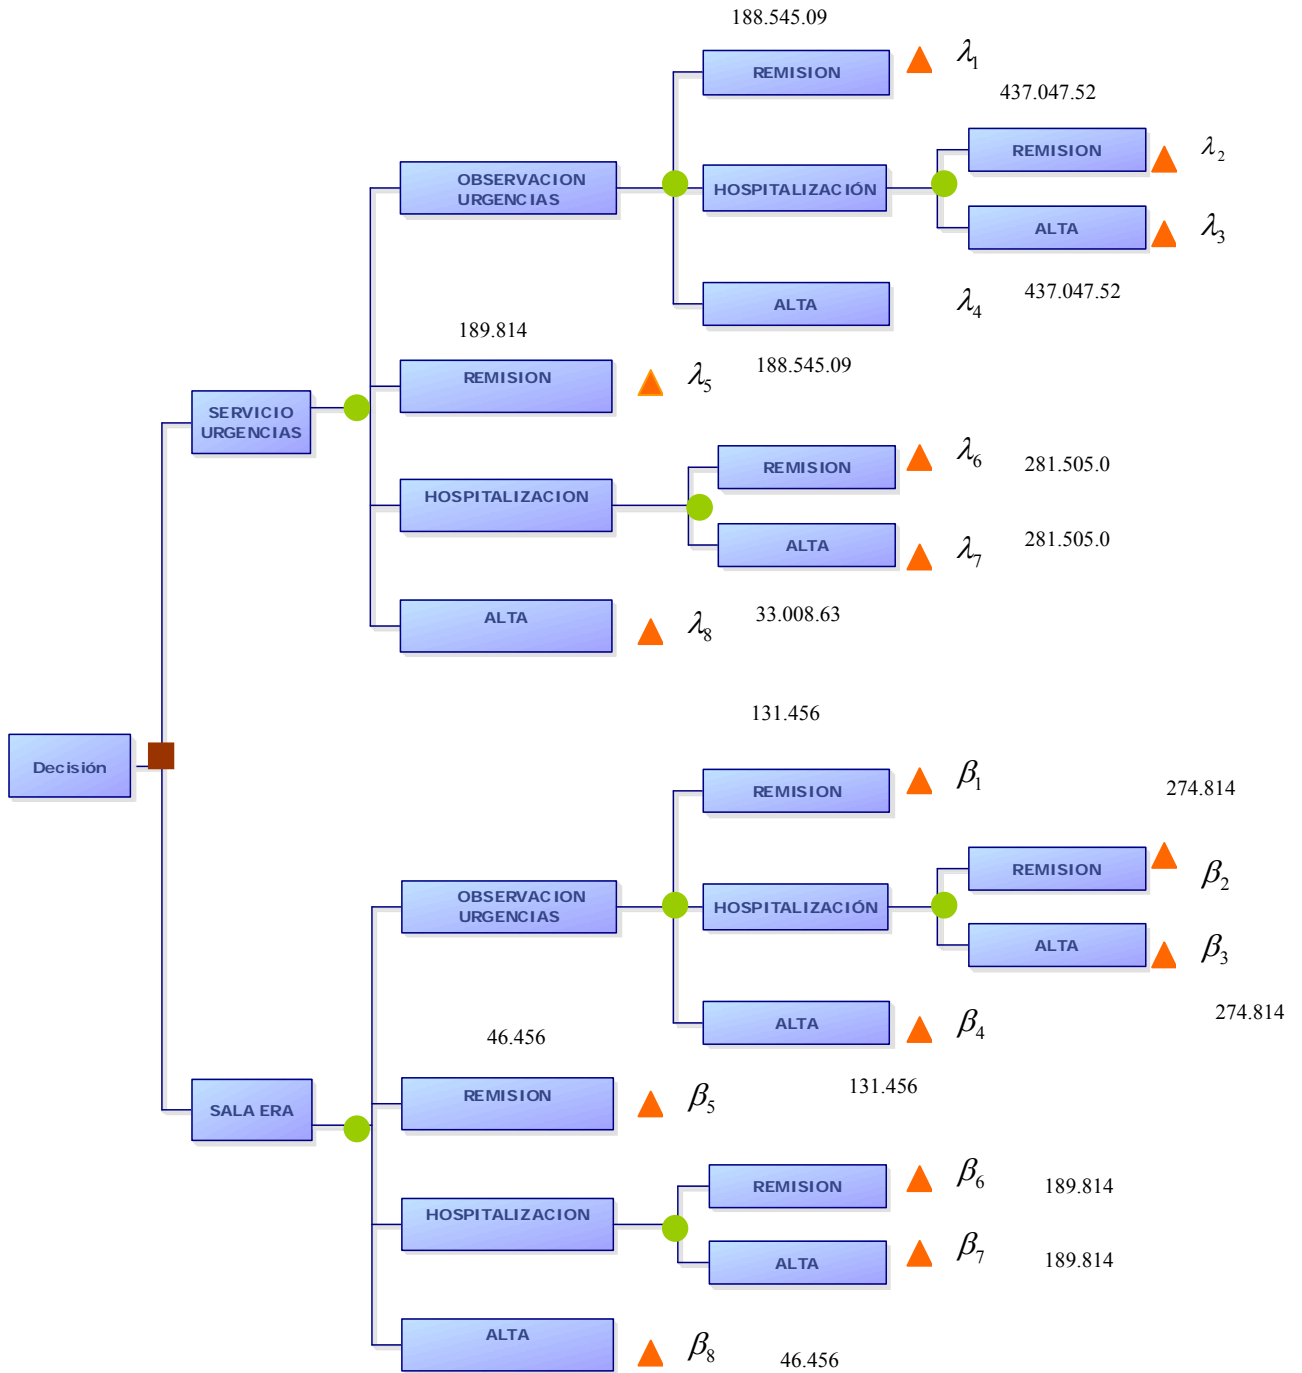 188.545.09
REMISION
λ1
437.047.52
REMISION
λ2
OBSERVACION
URGENCIAS
HOSPITALIZACIÓN
ALTA
λ3
ALTA
λ4
437.047.52
189.814
188.545.09
REMISION
λ5
SERVICIO
URGENCIAS
REMISION
λ6
281.505.0
HOSPITALIZACION
ALTA
λ7
281.505.0
ALTA
λ8
33.008.63
131.456
Decisión
REMISION
β1
274.814
REMISION
β2
OBSERVACION
URGENCIAS
HOSPITALIZACIÓN
ALTA
β3
ALTA
β4
274.814
46.456
131.456
REMISION
β5
SALA ERA
REMISION
β6
189.814
HOSPITALIZACION
ALTA
β7
189.814
ALTA
β8
46.456